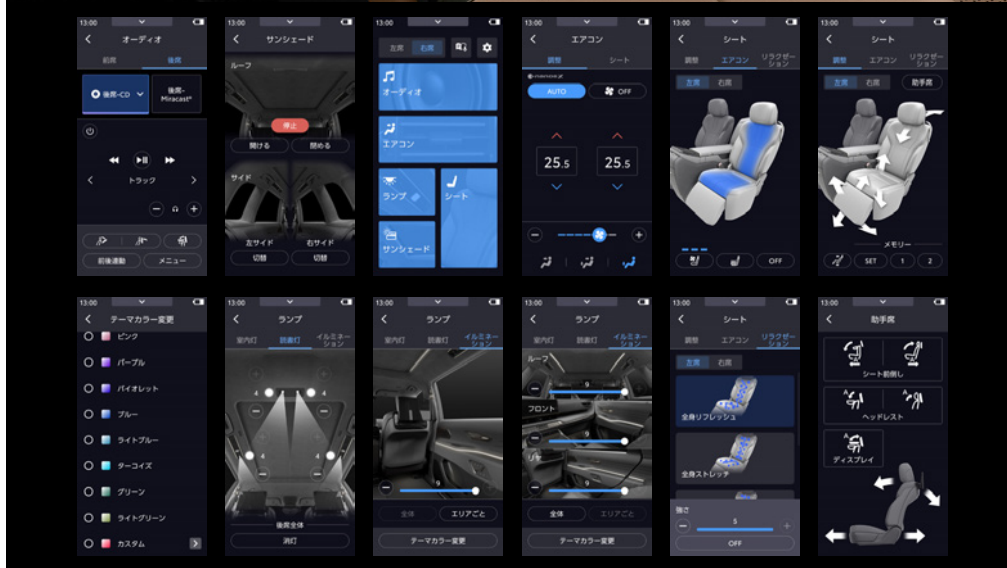 13:00
オーディオ
前席 後席
後席-CD
後席-
Miracast™
トラック
前後連動 メニュー
13:00
サンシェード
ルーフ
停止
開ける 閉める
サイド
左サイド 右サイド
切替 切替
13:00
左席 右席
オーディオ
エアコン
ランプ
シート
サンシェード
13:00
エアコン
調整 シート
nanoe X
AUTO OFF
25.5 25.5
13:00
シート
調整 エアコン リラクゼー
ション
左席 右席
OFF
13:00
シート
調整 エアコン リラクゼー
ション
左席 右席 助手席
メモリー
SET 1 2
13:00
テーマカラー変更
ピンク
パープル
バイオレット
ブルー
ライトブルー
ターコイズ
グリーン
ライトグリーン
カスタム
13:00
ランプ
室内灯 読書灯 イルミネー
ション
4 4
4 4
後席全体
消灯
13:00
ランプ
室内灯 読書灯 イルミネー
ション
9
全体 エリアごと
テーマカラー変更
13:00
ランプ
室内灯 読書灯 イルミネー
ション
ルーフ
9
フロント
9
リヤ
9
全体 エリアごと
テーマカラー変更
13:00
シート
調整 エアコン リラクゼー
ション
左席 右席
全身リフレッシュ
全身ストレッチ
強さ
5
OFF
13:00
助手席
シート前倒し
A A
ヘッドレスト
A
ディスプレイ